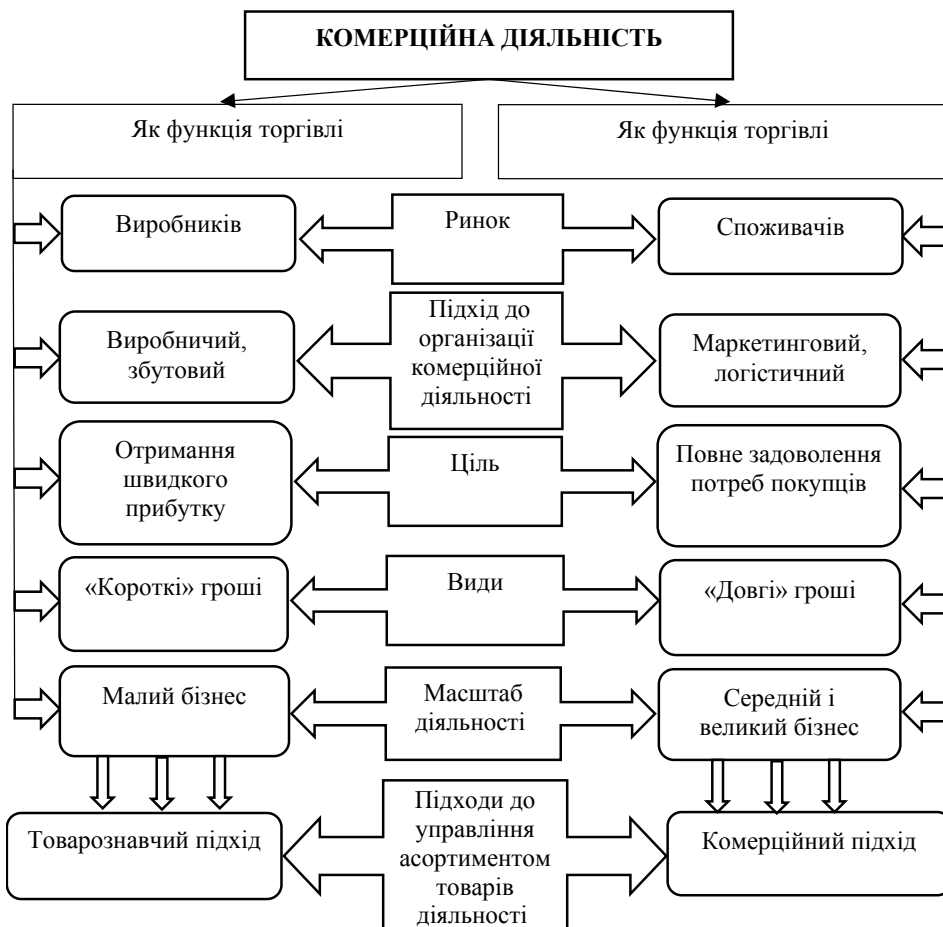 КОМЕРЦІЙНА ДІЯЛЬНІСТЬ
Як функція торгівлі
Як функція торгівлі
Виробників
Ринок
Споживачів
Виробничий,
збутовий
Підхід до
організації
комерційної
діяльності
Маркетинговий,
логістичний
Отримання
швидкого
прибутку
Ціль
Повне задоволення
потреб покупців
«Короткі» гроші
Види
«Довгі» гроші
Малий бізнес
Масштаб
діяльності
Середній і
великий бізнес
Товарознавчий підхід
Підходи до
управління
асортиментом
товарів
діяльності
Комерційний підхід